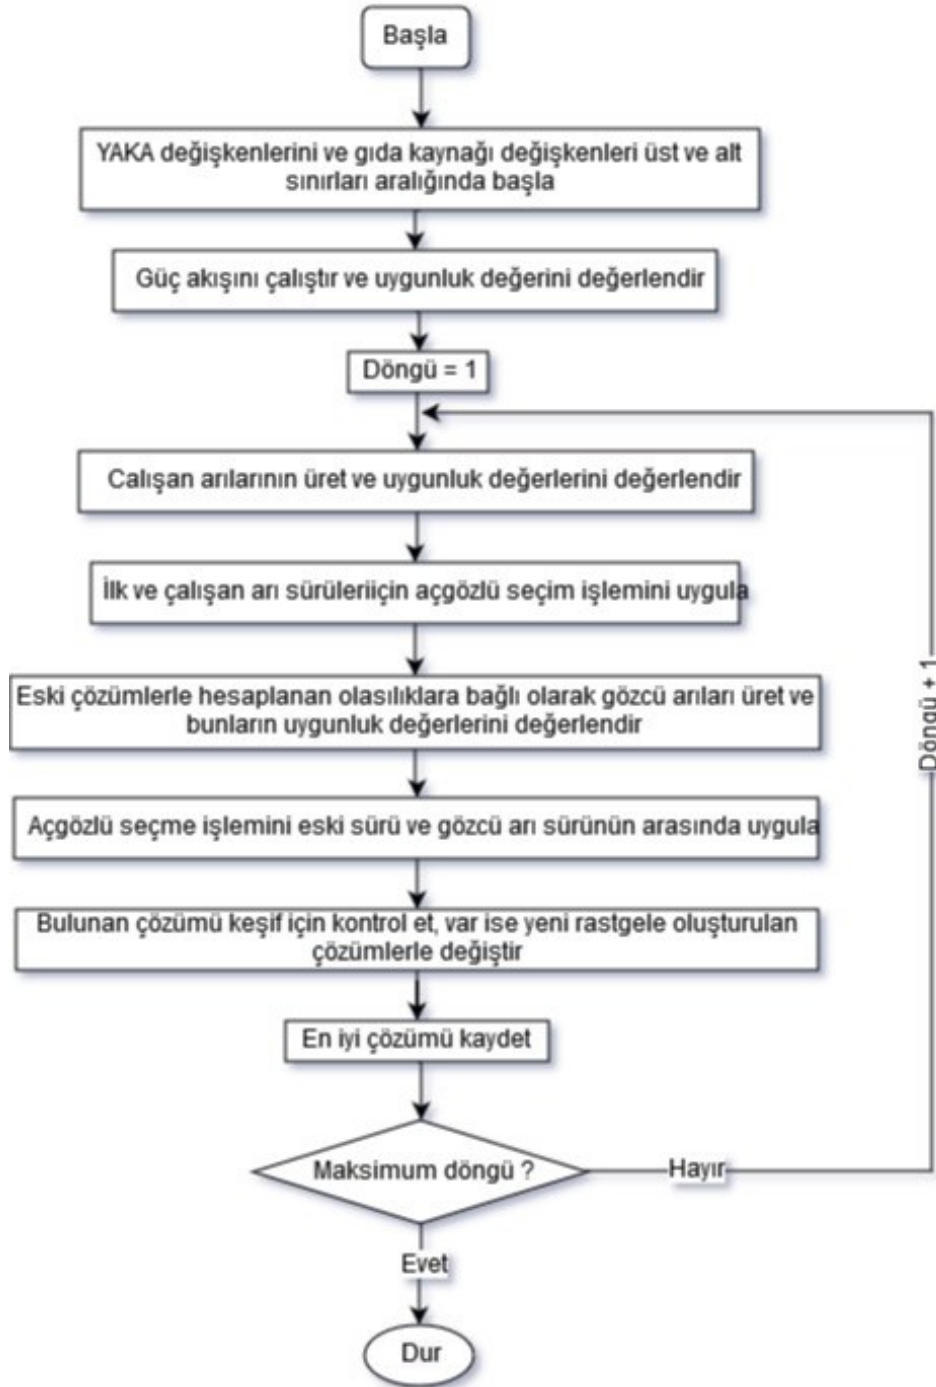 Başla
YAKA değişkenlerini ve gıda kaynağı değişkenleri üst ve alt
sınırları aralığında başla
Güç akışını çalıştır ve uygunluk değerini değerlendir
Döngü = 1
Calışan arılarının üret ve uygunluk değerlerini değerlendir
İlk ve çalışan arı sürüleriiçin açgözlü seçim işlemini uygula
Eski çözümlerle hesaplanan olasılıklara bağlı olarak gözcü arıları üret ve
bunların uygunluk değerlerini değerlendir
Açgözlü seçme işlemini eski sürü ve gözcü arı sürünün arasında uygula
Bulunan çözümü keşif için kontrol et, var ise yeni rastgele oluşturulan
çözümlerle değiştir
En iyi çözümü kaydet
Maksimum döngü ?
Hayır
Döngü + 1
Evet
Dur